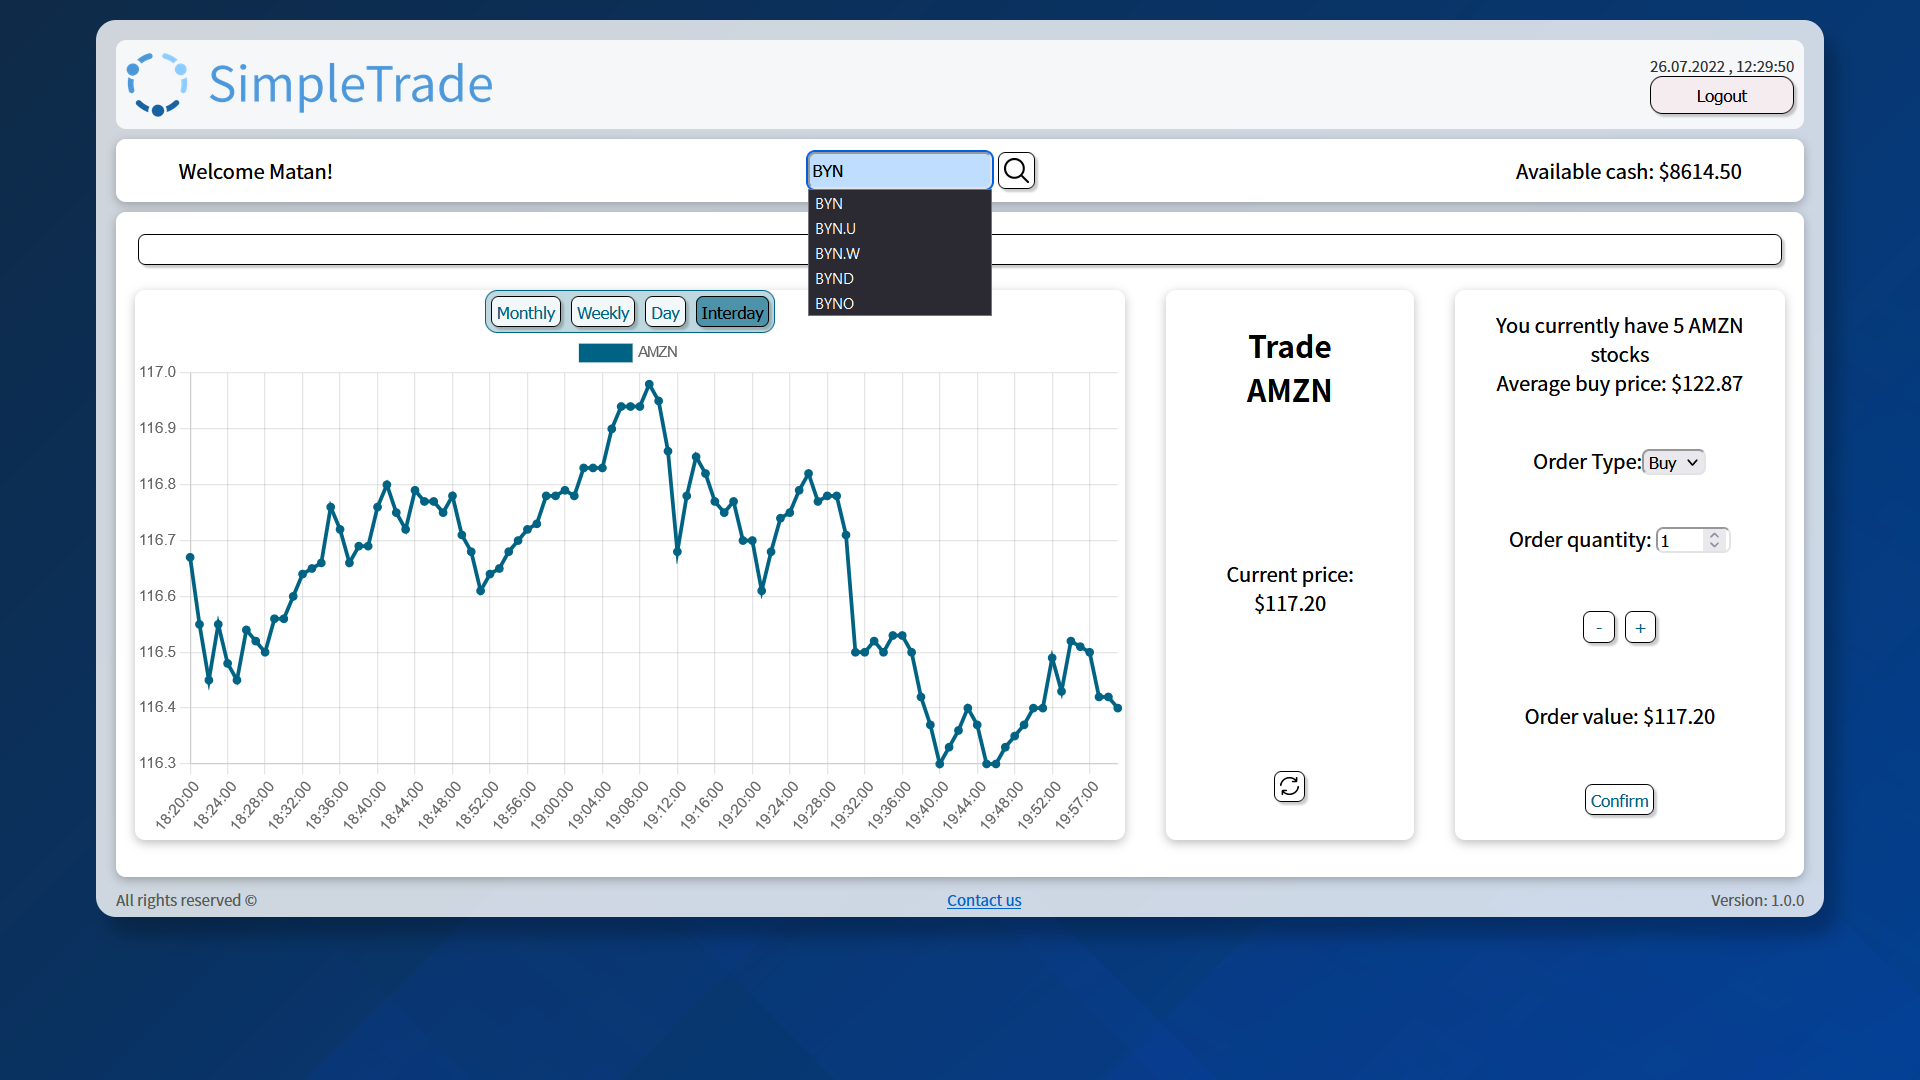 SimpleTrade
26.07.2022 , 12:29:50
Logout
Welcome Matan!
BYN
Available cash: $8614.50
BYN
BYN.U
BYN.W
BYND
BYNO
Monthly
Weekly
Day
Interday
AMZN
117.0
116.9
116.8
116.7
116.6
116.5
116.4
116.3
18:20:00
18:24:00
18:28:00
18:32:00
18:36:00
18:40:00
18:44:00
18:48:00
18:52:00
18:56:00
19:00:00
19:04:00
19:08:00
19:12:00
19:16:00
19:20:00
19:24:00
19:28:00
19:32:00
19:36:00
19:40:00
19:44:00
19:48:00
19:52:00
19:57:00
Trade
AMZN
Current price:
$117.20
You currently have 5 AMZN
stocks
Average buy price: $122.87
Order Type: Buy
Order quantity: 1
- +
Order value: $117.20
Confirm
All rights reserved ©
Contact us
Version: 1.0.0